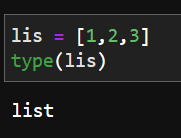 lis = [1,2,3]
type(lis)
list